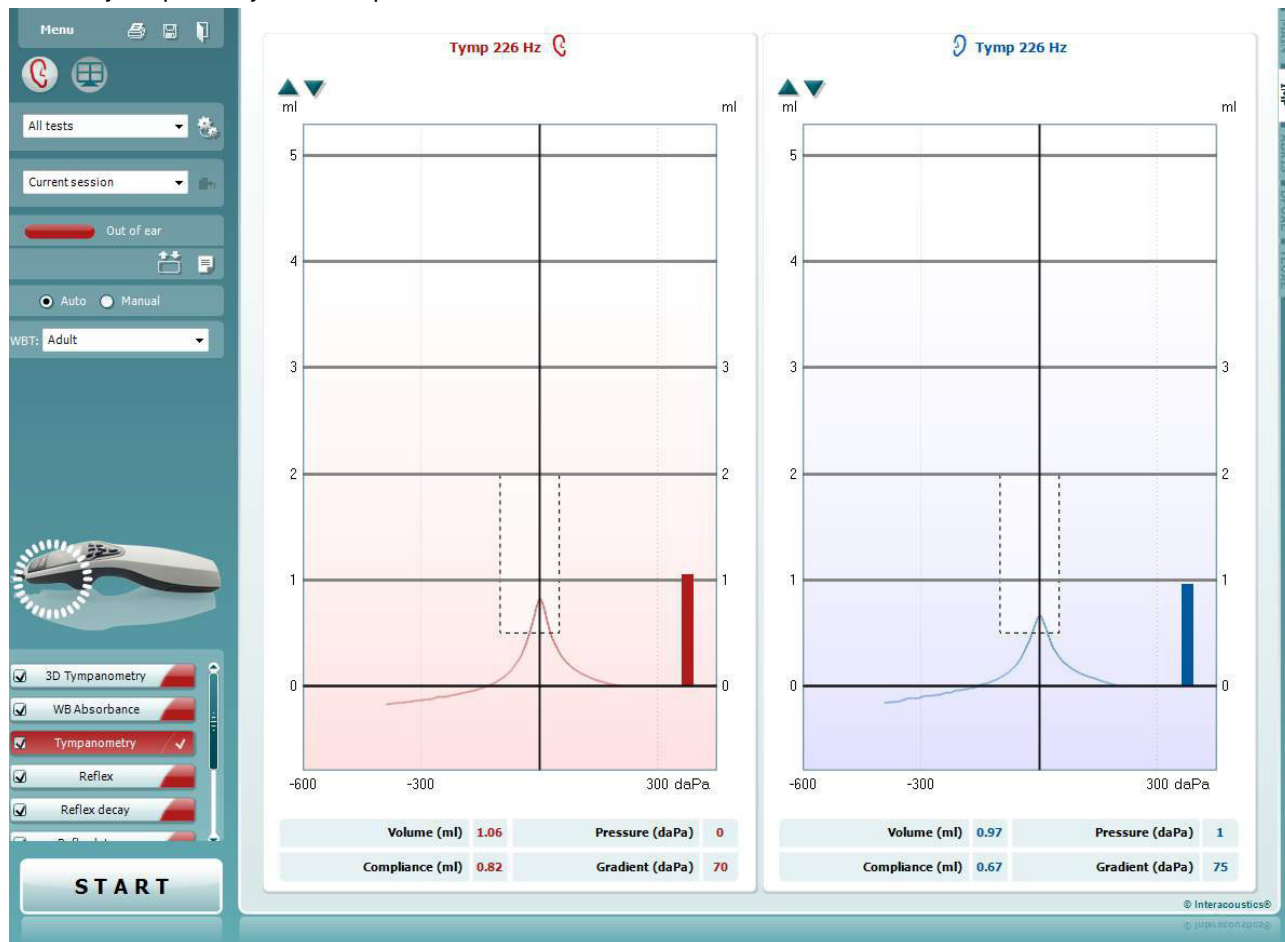 Menu
All tests
Current session
Out of ear
Auto
Manual
WBT: Adult
3D Tympanometry
WB Absorbance
Tympanometry
Reflex
Reflex decay
START
Tymp 226 Hz
ml
ml
5
4
3
3
2
2
1
1
0
0
-600
-300
300 daPa
Volume (ml) 1.06 Pressure (daPa) 0
Compliance (ml) 0.82 Gradient (daPa) 70
Tymp 226 Hz
ml
ml
5
4
3
3
2
2
1
1
0
0
-600
-300
300 daPa
Volume (ml) 0.97 Pressure (daPa) 1
Compliance (ml) 0.67 Gradient (daPa) 75
© Interacoustics®